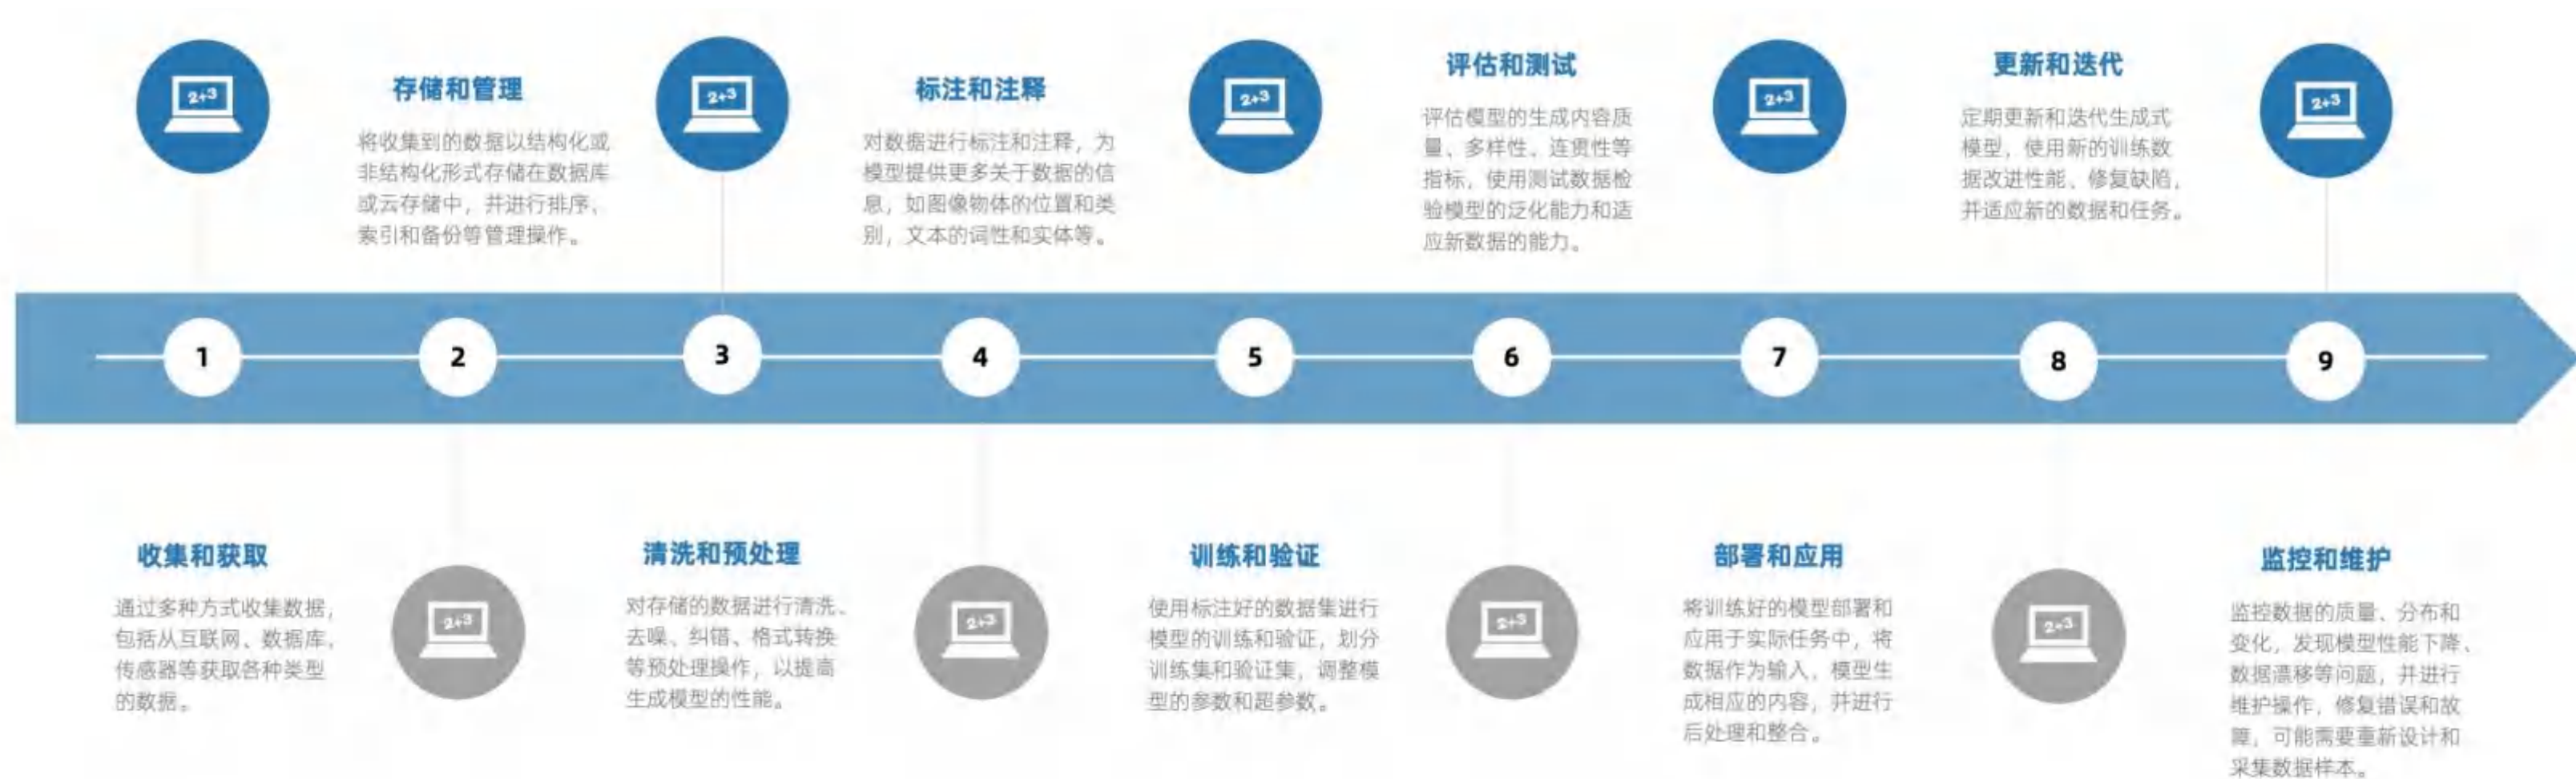 2+3
存储和管理
将收集到的数据以结构化或
非结构化形式存储在数据库
或云存储中，并进行排序、
索引和备份等管理操作。
2+3
标注和注释
对数据进行标注和注释，为
模型提供更多关于数据的信
息，如图像物体的位置和类
别，文本的词性和实体等。
2+3
评估和测试
评估模型的生成内容质
量、多样性、连贯性等
指标，使用测试数据检
验模型的泛化能力和适
应新数据的能力。
2+3
更新和迭代
定期更新和迭代生成式
模型，使用新的训练数
据改进性能、修复缺陷，
并适应新的数据和任务。
2+3
1
2
3
4
5
6
7
8
9
收集和获取
通过多种方式收集数据，
包括从互联网、数据库、
传感器等获取各种类型
的数据。
2+3
清洗和预处理
对存储的数据进行清洗、
去噪、纠错、格式转换
等预处理操作，以提高
生成模型的性能。
2+3
训练和验证
使用标注好的数据集进行
模型的训练和验证，划分
训练集和验证集，调整模
型的参数和超参数。
2+3
部署和应用
将训练好的模型部署和
应用于实际任务中，将
数据作为输入，模型生
成相应的内容，并进行
后处理和整合。
2+3
监控和维护
监控数据的质量、分布和
变化，发现模型性能下降、
数据漂移等问题，并进行
维护操作，修复错误和故
障，可能需要重新设计和
采集数据样本。